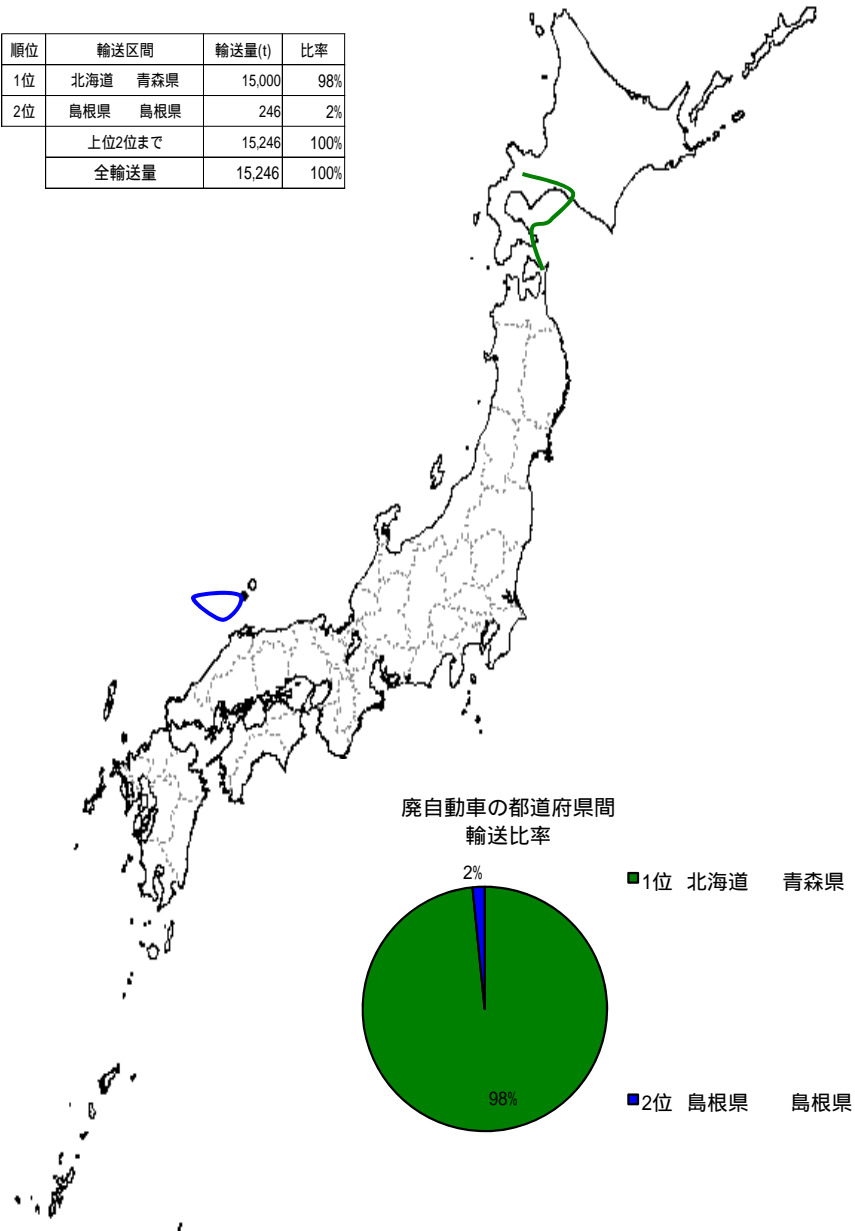 順位 輸送区間 輸送量(t) 比率
1位 北海道 青森県 15,000 98%
2位 島根県 島根県 246 2%
上位2位まで 15,246 100%
全輸送量 15,246 100%
廃自動車の都道府県間
輸送比率
2%
98%
1位 北海道 青森県
2位 島根県 島根県